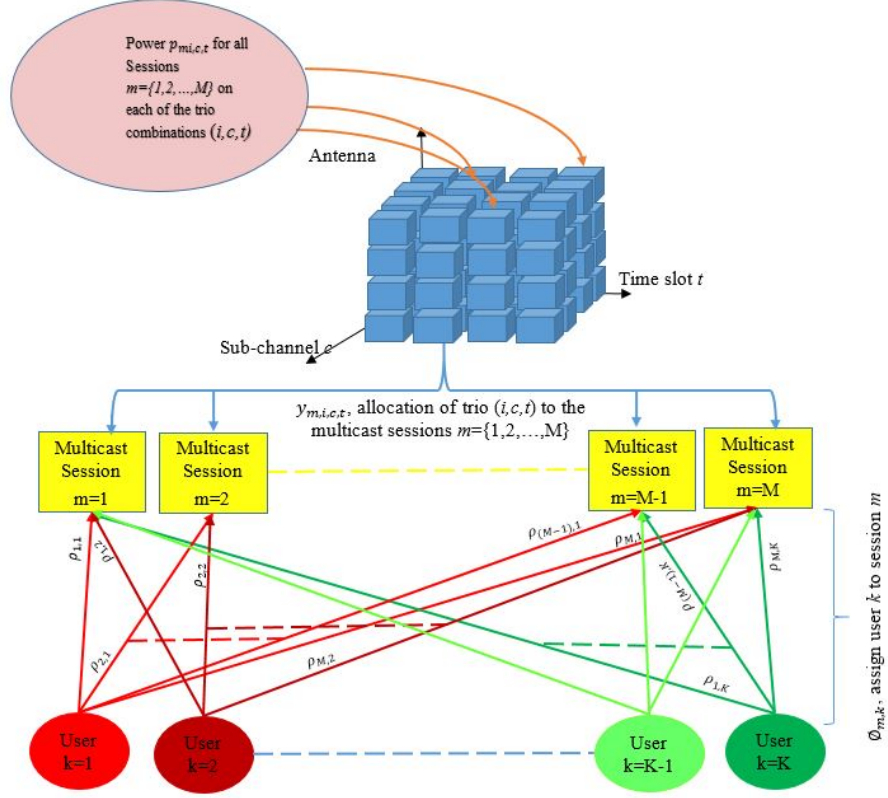 Power p_{mi,c,t} for all
Sessions
m={1,2,...,M} on
each of the trio
combinations (i,c,t)
Antenna
Time slot t
Sub-channel c
y_{m,i,c,t}, allocation of trio (i,c,t) to the
multicast sessions m={1,2,...,M}
Multicast
Session
m=1
Multicast
Session
m=2
Multicast
Session
m=M-1
Multicast
Session
m=M
ρ_{1,1}
ρ_{1,2}
ρ_{2,2}
ρ_{(M-1),1}
ρ_{M,1}
ρ_{(M-1),K}
ρ_{M,K}
ρ_{2,1}
ρ_{M,2}
ρ_{1,K}
∅_{m,k}, assign user k to session m
User
k=1
User
k=2
User
k=K-1
User
k=K